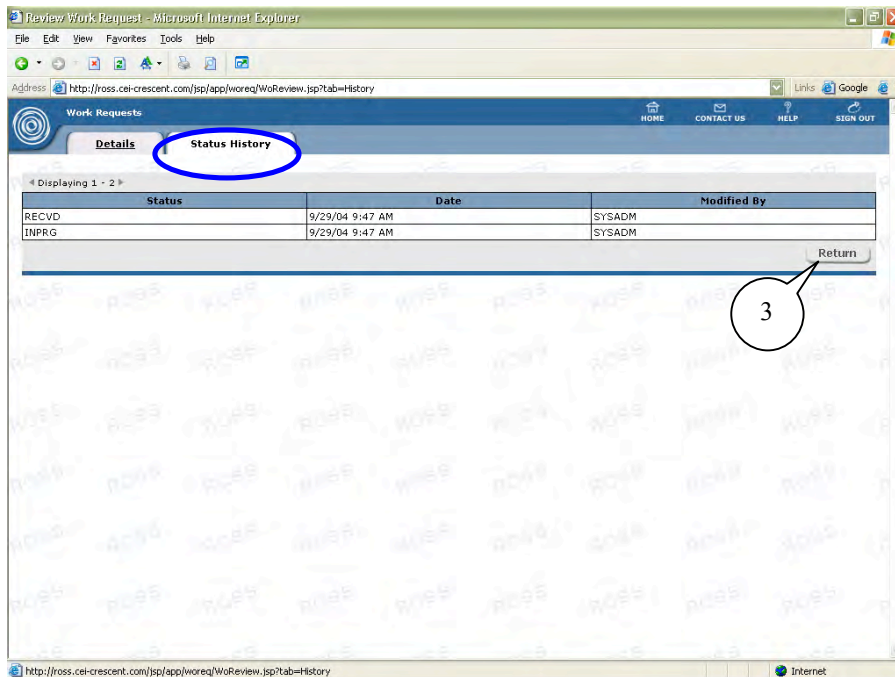 Review Work Request - Microsoft Internet Explorer
File Edit View Favorites Tools Help
Address http://ross.cei-crescent.com/jsp/app/woreq/WoReview.jsp?tab=History Links Google
Work Requests HOME CONTACT US HELP SIGN OUT
Details Status History
Displaying 1 - 2
Status Date Modified By
RECVD 9/29/04 9:47 AM SYSADM
INPRG 9/29/04 9:47 AM SYSADM
Return
3
http://ross.cei-crescent.com/jsp/app/woreq/WoReview.jsp?tab=History Internet